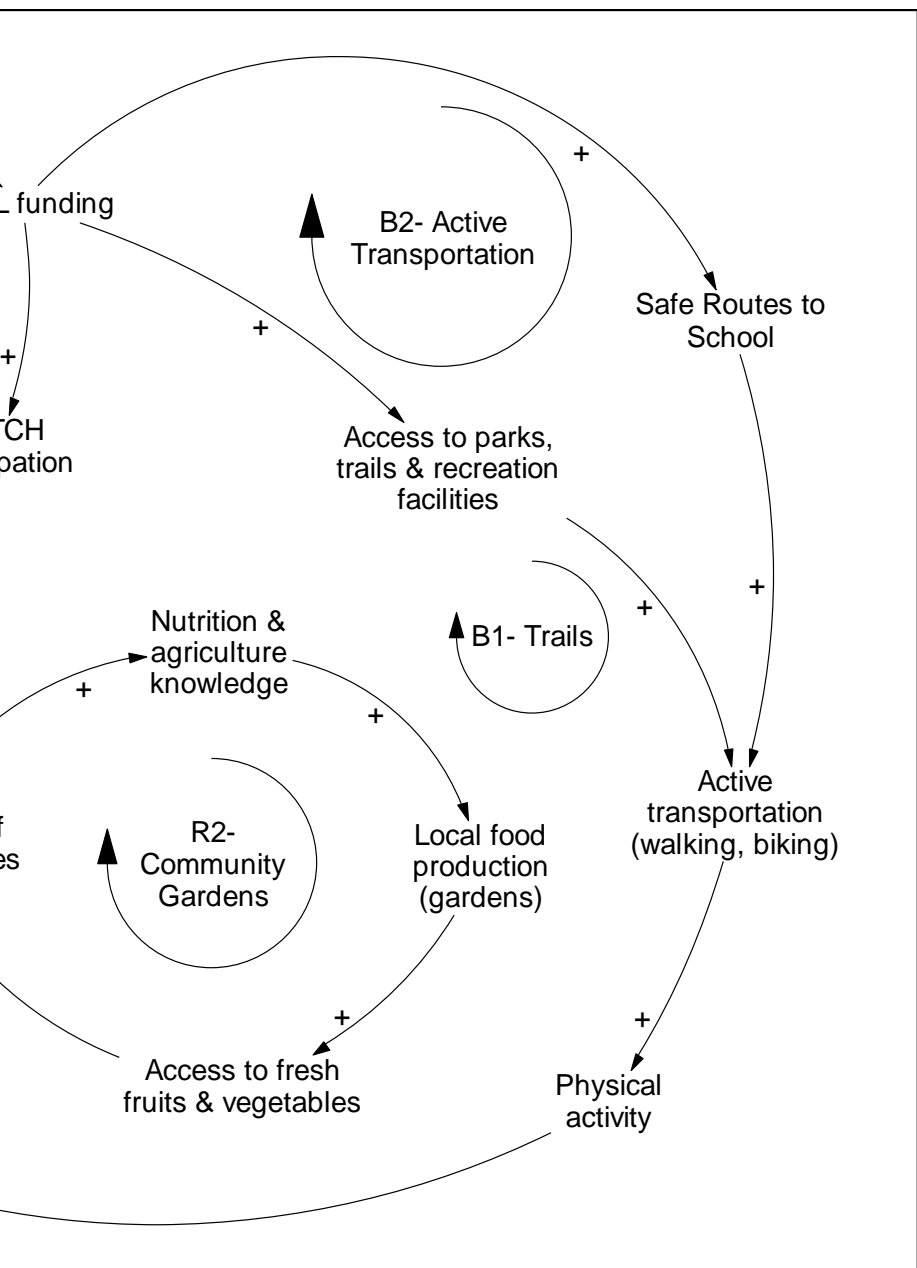 L funding
+
B2- Active
Transportation
+
Safe Routes to
School
+
TCH
pation
Access to parks,
trails & recreation
facilities
+
+
Nutrition &
agriculture
knowledge
B1- Trails
+
+
+
R2-
Community
Gardens
f
es
Local food
production
(gardens)
Active
transportation
(walking, biking)
+
+
Access to fresh
fruits & vegetables
Physical
activity